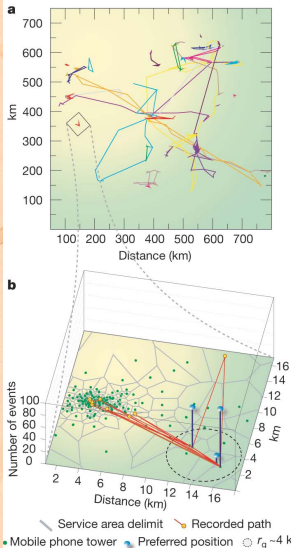 a
700
600
500
400
300
200
100
km
100 200 300 400 500 600 700
Distance (km)
b
Number of events
100
80
60
40
20
0
2 4 6 8 10 12 14 16
Distance (km)
16
14
12
10
8
6
4
2
km
Service area delimit Recorded path
Mobile phone tower Preferred position rg ~4 k